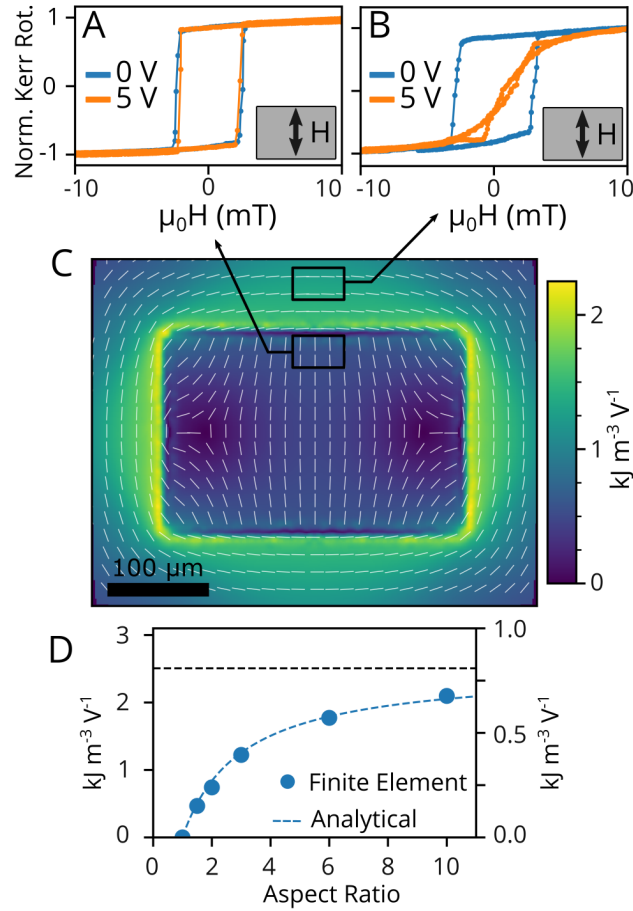 A
B
Norm. Kerr Rot.
1
0
-1
0 V
5 V
H
0 V
5 V
H
-10
0
10
-10
0
10
μ₀H (mT)
μ₀H (mT)
C
2
1
0
kJ m⁻³ V⁻¹
100 μm
D
3
2
1
0
kJ m⁻³ V⁻¹
1.0
0.5
0.0
kJ m⁻³ V⁻¹
Finite Element
Analytical
0
2
4
6
8
10
Aspect Ratio